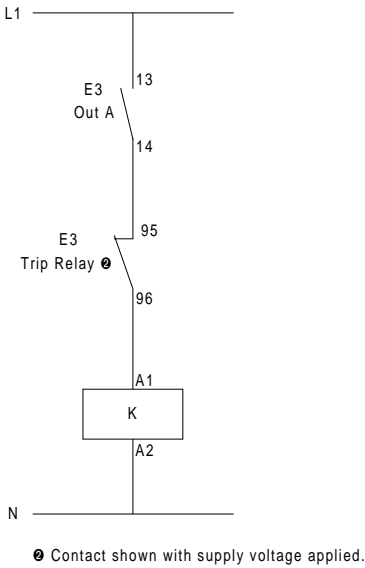 L1
13
E3
Out A
14
95
E3
Trip Relay ❷
96
A1
K
A2
N
❷ Contact shown with supply voltage applied.